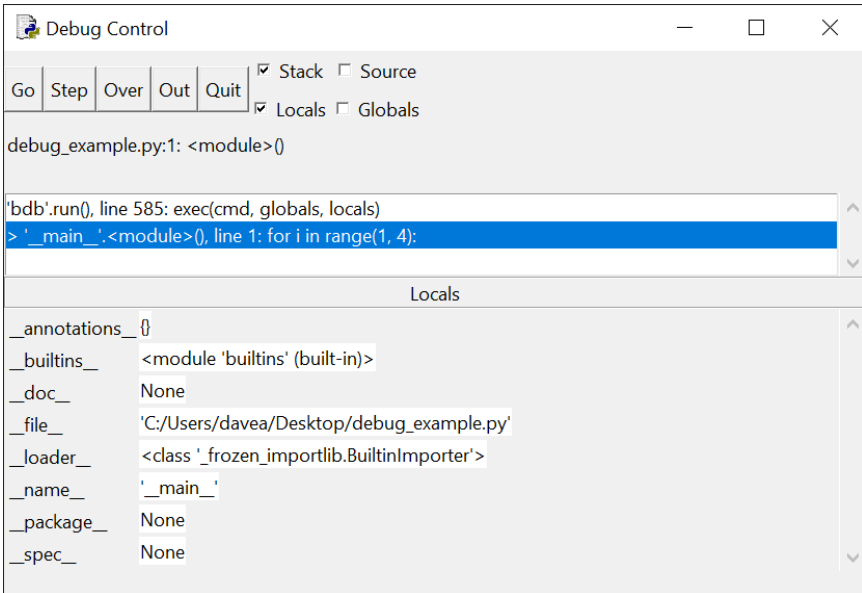 Debug Control
Go Step Over Out Quit
Stack Source
Locals Globals
debug_example.py:1: <module>()
'bdb'.run(), line 585: exec(cmd, globals, locals)
> '__main__'.<module>(), line 1: for i in range(1, 4):
Locals
__annotations__ {}
__builtins__ <module 'builtins' (built-in)>
__doc__ None
__file__ 'C:/Users/davea/Desktop/debug_example.py'
__loader__ <class '_frozen_importlib.BuiltinImporter'>
__name__ '__main__'
__package__ None
__spec__ None